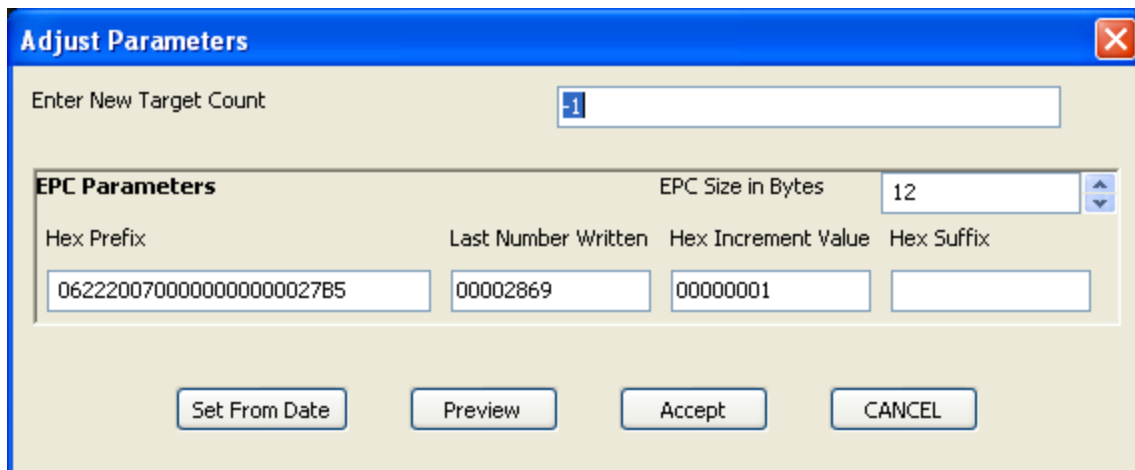 Adjust Parameters
Enter New Target Count -1
EPC Parameters EPC Size in Bytes 12
Hex Prefix Last Number Written Hex Increment Value Hex Suffix
0622200700000000000027B5 00002869 00000001
Set From Date Preview Accept CANCEL